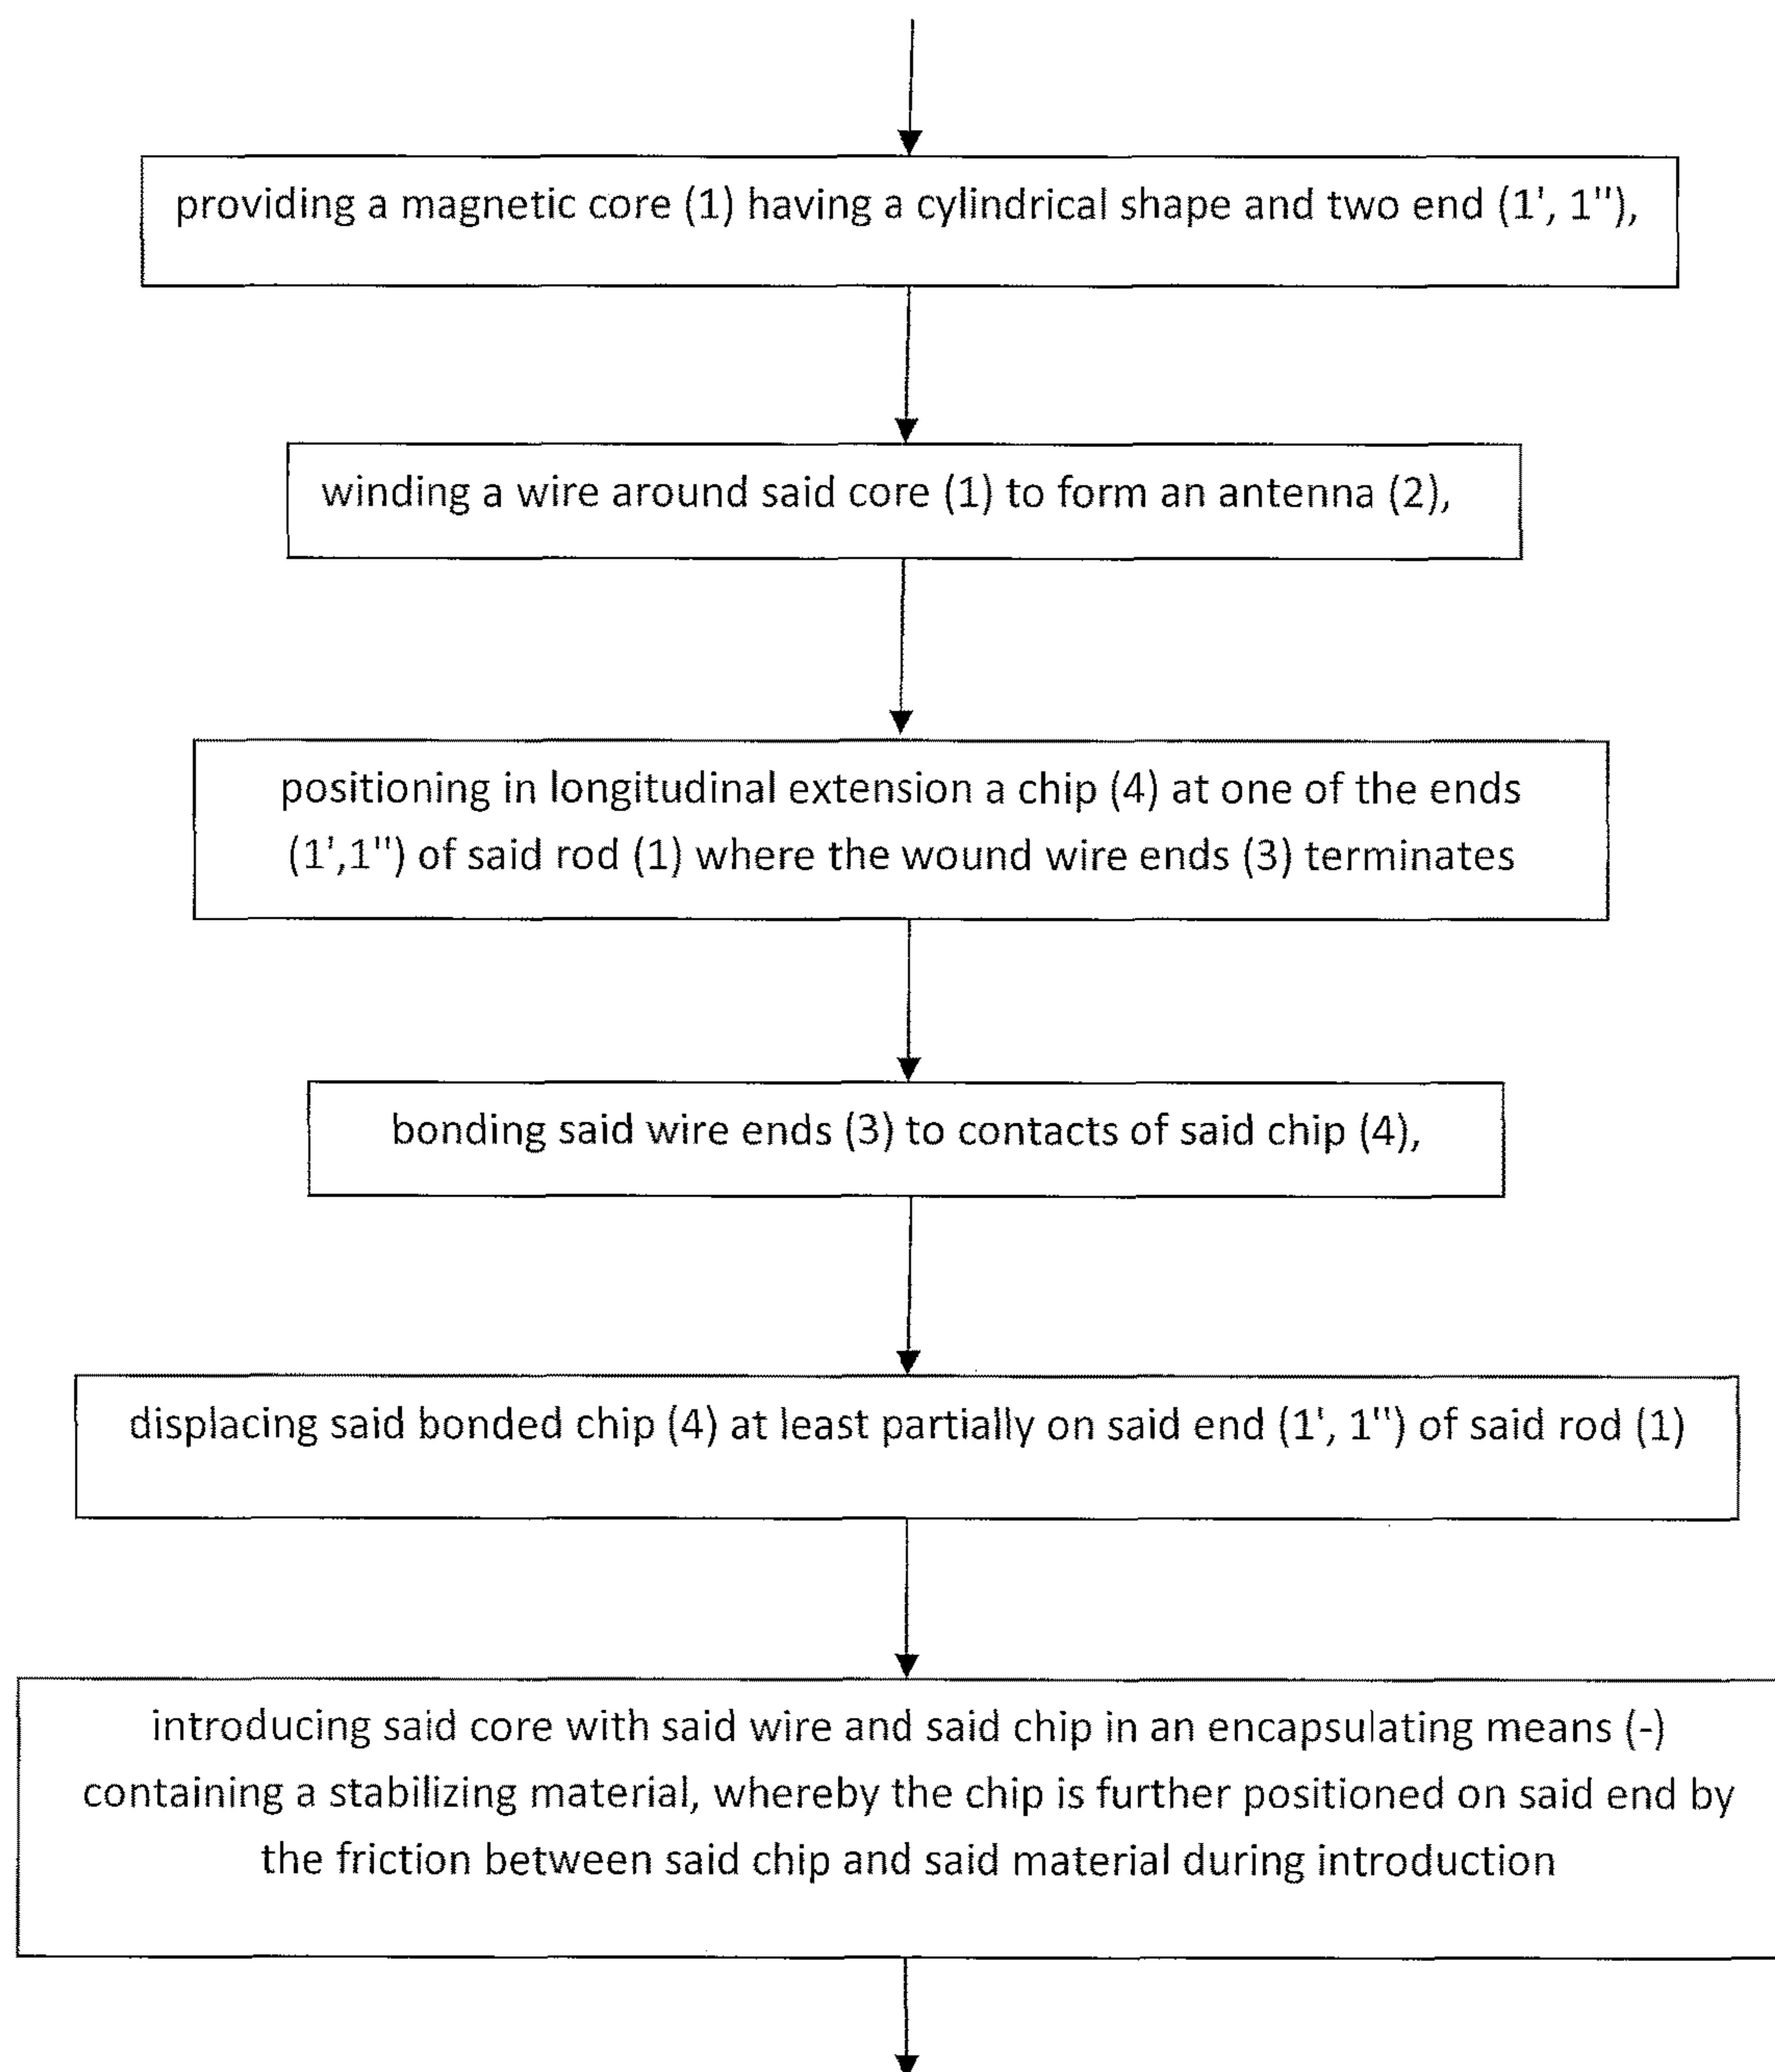 providing a magnetic core (1) having a cylindrical shape and two end (1', 1"),
winding a wire around said core (1) to form an antenna (2),
positioning in longitudinal extension a chip (4) at one of the ends
(1',1") of said rod (1) where the wound wire ends (3) terminates
bonding said wire ends (3) to contacts of said chip (4),
displacing said bonded chip (4) at least partially on said end (1', 1") of said rod (1)
introducing said core with said wire and said chip in an encapsulating means (-)
containing a stabilizing material, whereby the chip is further positioned on said end by
the friction between said chip and said material during introduction